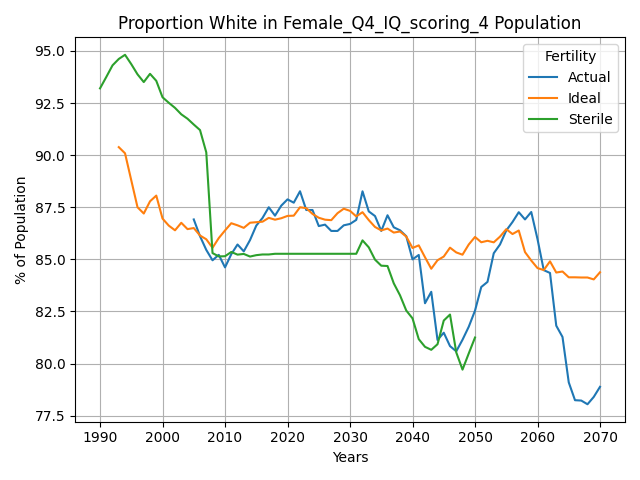 Proportion White in Female_Q4_IQ_scoring_4 Population
Fertility
Actual
Ideal
Sterile
% of Population
95.0
92.5
90.0
87.5
85.0
82.5
80.0
77.5
1990 2000 2010 2020 2030 2040 2050 2060 2070
Years